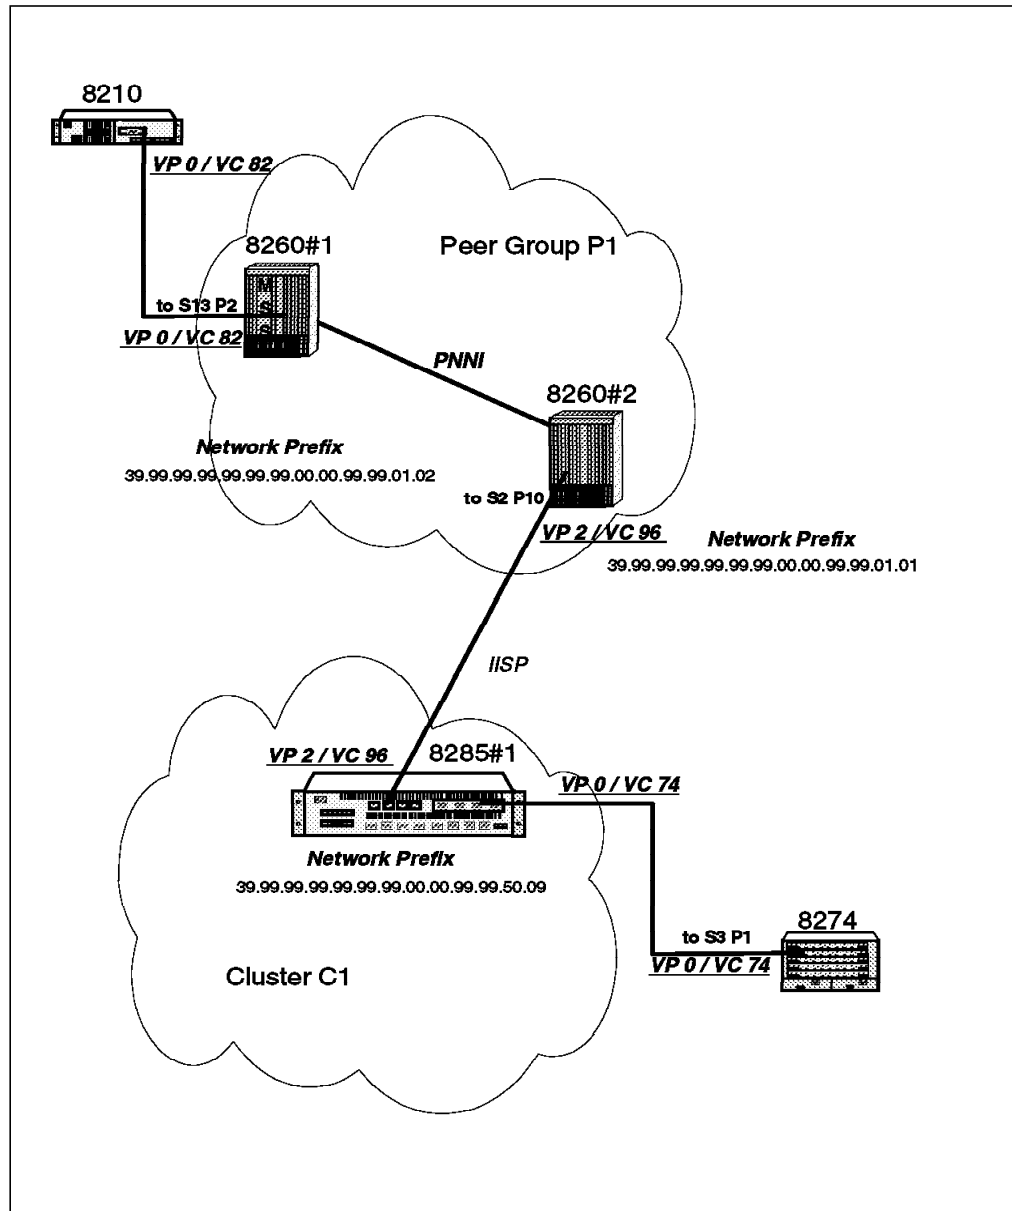 8210
VP 0 / VC 82
8260#1
Peer Group P1
M
S
S
to S13 P2
VP 0 / VC 82
PNNI
8260#2
Network Prefix
39.99.99.99.99.99.99.00.00.99.99.01.02
to S2 P10
VP 2 / VC 96
Network Prefix
39.99.99.99.99.99.99.00.00.99.99.01.01
IISP
VP 2 / VC 96
8285#1
VP 0 / VC 74
Network Prefix
39.99.99.99.99.99.99.00.00.99.99.50.09
8274
to S3 P1
VP 0 / VC 74
Cluster C1